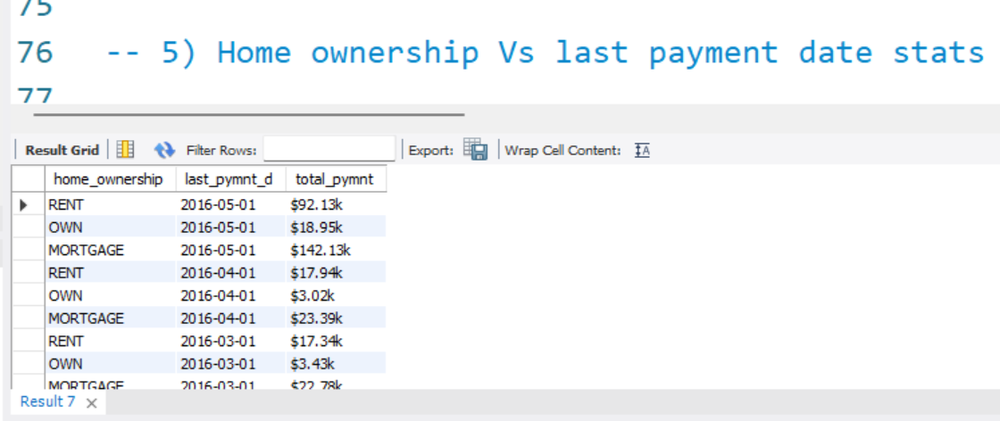 75
76 -- 5) Home ownership Vs last payment date stats
77
Result Grid Filter Rows: Export: Wrap Cell Content:
home_ownership last_pymnt_d total_pymnt
RENT 2016-05-01 $92.13k
OWN 2016-05-01 $18.95k
MORTGAGE 2016-05-01 $142.13k
RENT 2016-04-01 $17.94k
OWN 2016-04-01 $3.02k
MORTGAGE 2016-04-01 $23.39k
RENT 2016-03-01 $17.34k
OWN 2016-03-01 $3.43k
MORTGAGE 2016-03-01 $22.78k
Result 7